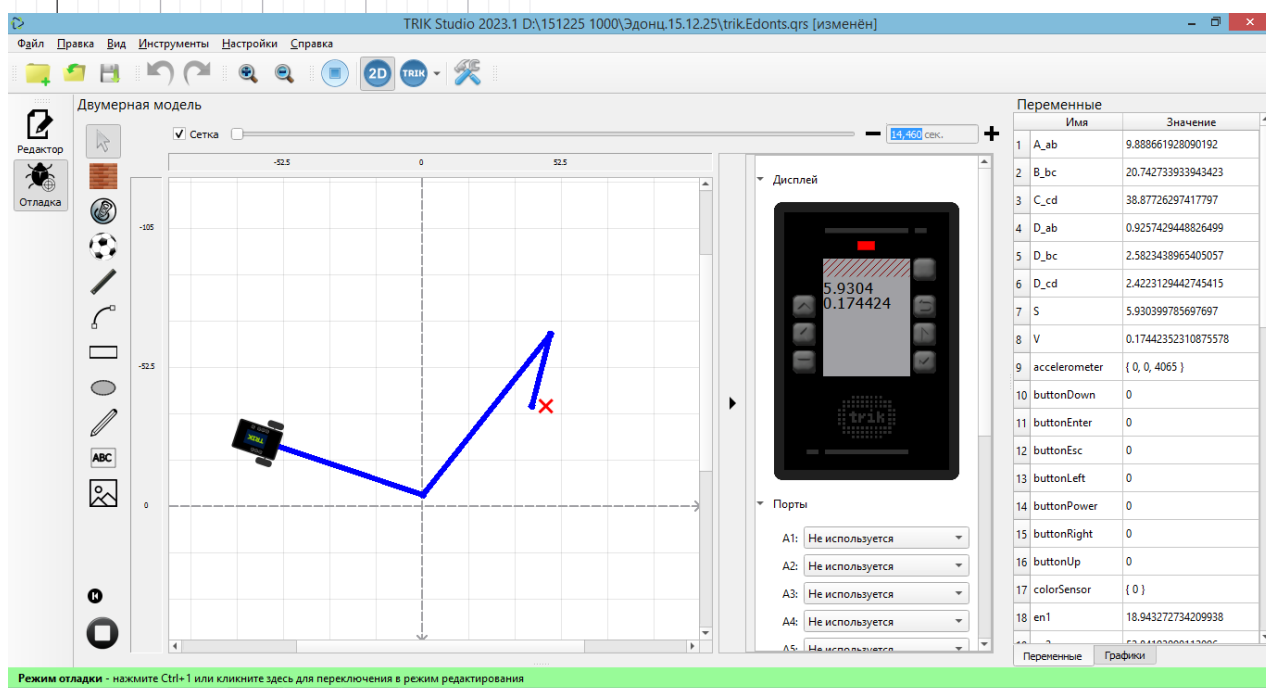 TRIK Studio 2023.1 D:\151225 1000\Эдонц.15.12.25\trik.Edonts.qrs [изменён]
Файл Правка Вид Инструменты Настройки Справка
2D TRIK
Редактор
Отладка
Двумерная модель
Сетка
14,460 сек.
-52.5 0 52.5
-105
-52.5
0
ABC
TRIK
Дисплей
5.9304
0.174424
trik
Порты
A1: Не используется
A2: Не используется
A3: Не используется
A4: Не используется
A5: Не используется
Переменные
Имя Значение
1 A_ab 9.888661928090192
2 B_bc 20.742733933943423
3 C_cd 38.87726297417797
4 D_ab 0.9257429448826499
5 D_bc 2.5823438965405057
6 D_cd 2.4223129442745415
7 S 5.930399785697697
8 V 0.17442352310875578
9 accelerometer { 0, 0, 4065 }
10 buttonDown 0
11 buttonEnter 0
12 buttonEsc 0
13 buttonLeft 0
14 buttonPower 0
15 buttonRight 0
16 buttonUp 0
17 colorSensor { 0 }
18 en1 18.943272734209938
Переменные Графики
Режим отладки - нажмите Ctrl+1 или кликните здесь для переключения в режим редактирования